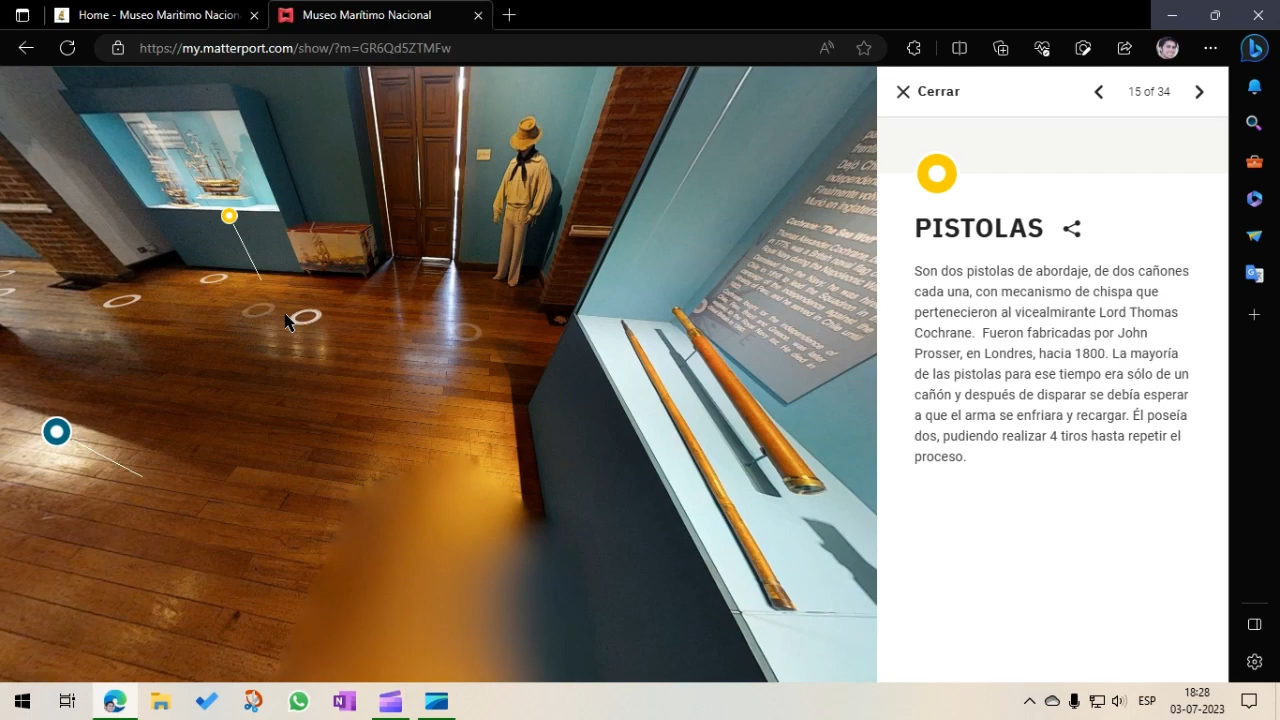 Home - Museo Maritimo Nacion
Museo Marítimo Nacional
https://my.matterport.com/show/?m=GR6Qd5ZTMFw
Cerrar
15 of 34
PISTOLAS
Son dos pistolas de abordaje, de dos cañones
cada una, con mecanismo de chispa que
pertenecieron al vicealmirante Lord Thomas
Cochrane. Fueron fabricadas por John
Prosser, en Londres, hacia 1800. La mayoría
de las pistolas para ese tiempo era sólo de un
cañón y después de disparar se debía esperar
a que el arma se enfriara y recargar. Él poseía
dos, pudiendo realizar 4 tiros hasta repetir el
proceso.
ESP
18:28
03-07-2023